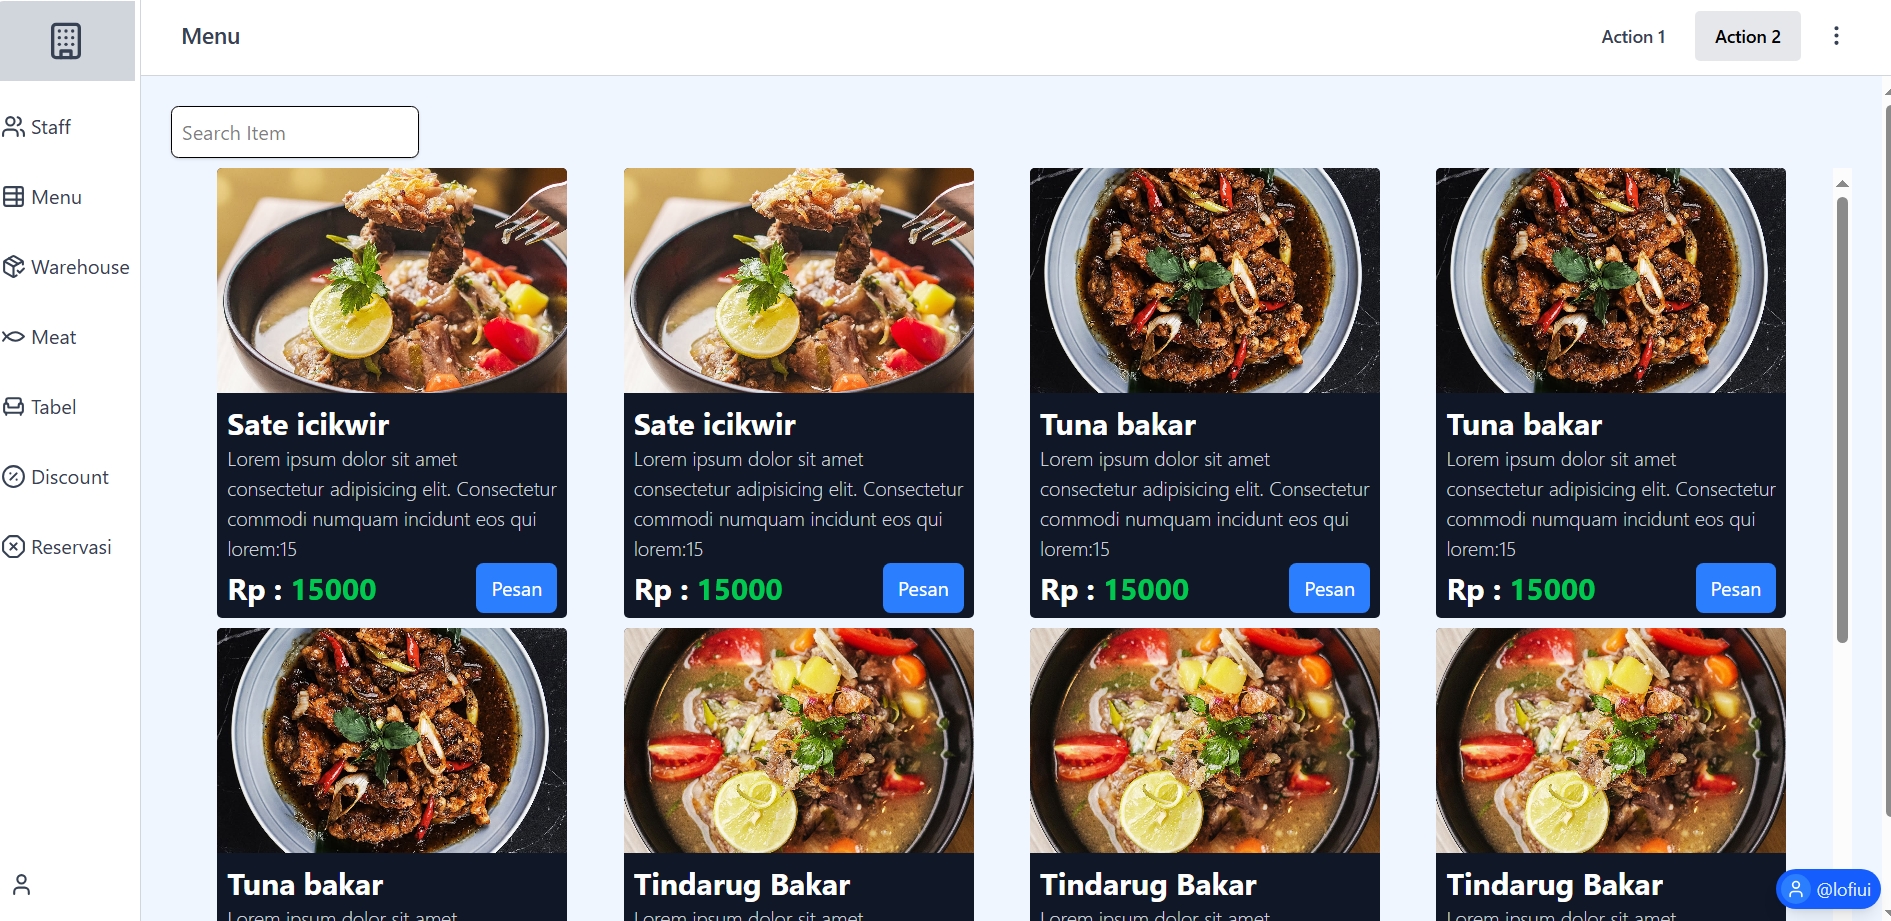 Menu
Action 1
Action 2
Staff
Menu
Warehouse
Meat
Tabel
Discount
Reservasi
Search Item
Sate icikwir
Lorem ipsum dolor sit amet
consectetur adipisicing elit. Consectetur
commodi numquam incidunt eos qui
lorem:15
Rp : 15000
Pesan
Sate icikwir
Lorem ipsum dolor sit amet
consectetur adipisicing elit. Consectetur
commodi numquam incidunt eos qui
lorem:15
Rp : 15000
Pesan
Tuna bakar
Lorem ipsum dolor sit amet
consectetur adipisicing elit. Consectetur
commodi numquam incidunt eos qui
lorem:15
Rp : 15000
Pesan
Tuna bakar
Lorem ipsum dolor sit amet
consectetur adipisicing elit. Consectetur
commodi numquam incidunt eos qui
lorem:15
Rp : 15000
Pesan
Tuna bakar
Lorem ipsum dolor sit amet
Tindarug Bakar
Lorem ipsum dolor sit amet
Tindarug Bakar
Lorem ipsum dolor sit amet
Tindarug Bakar
Lorem ipsum dolor sit amet
@lofiui